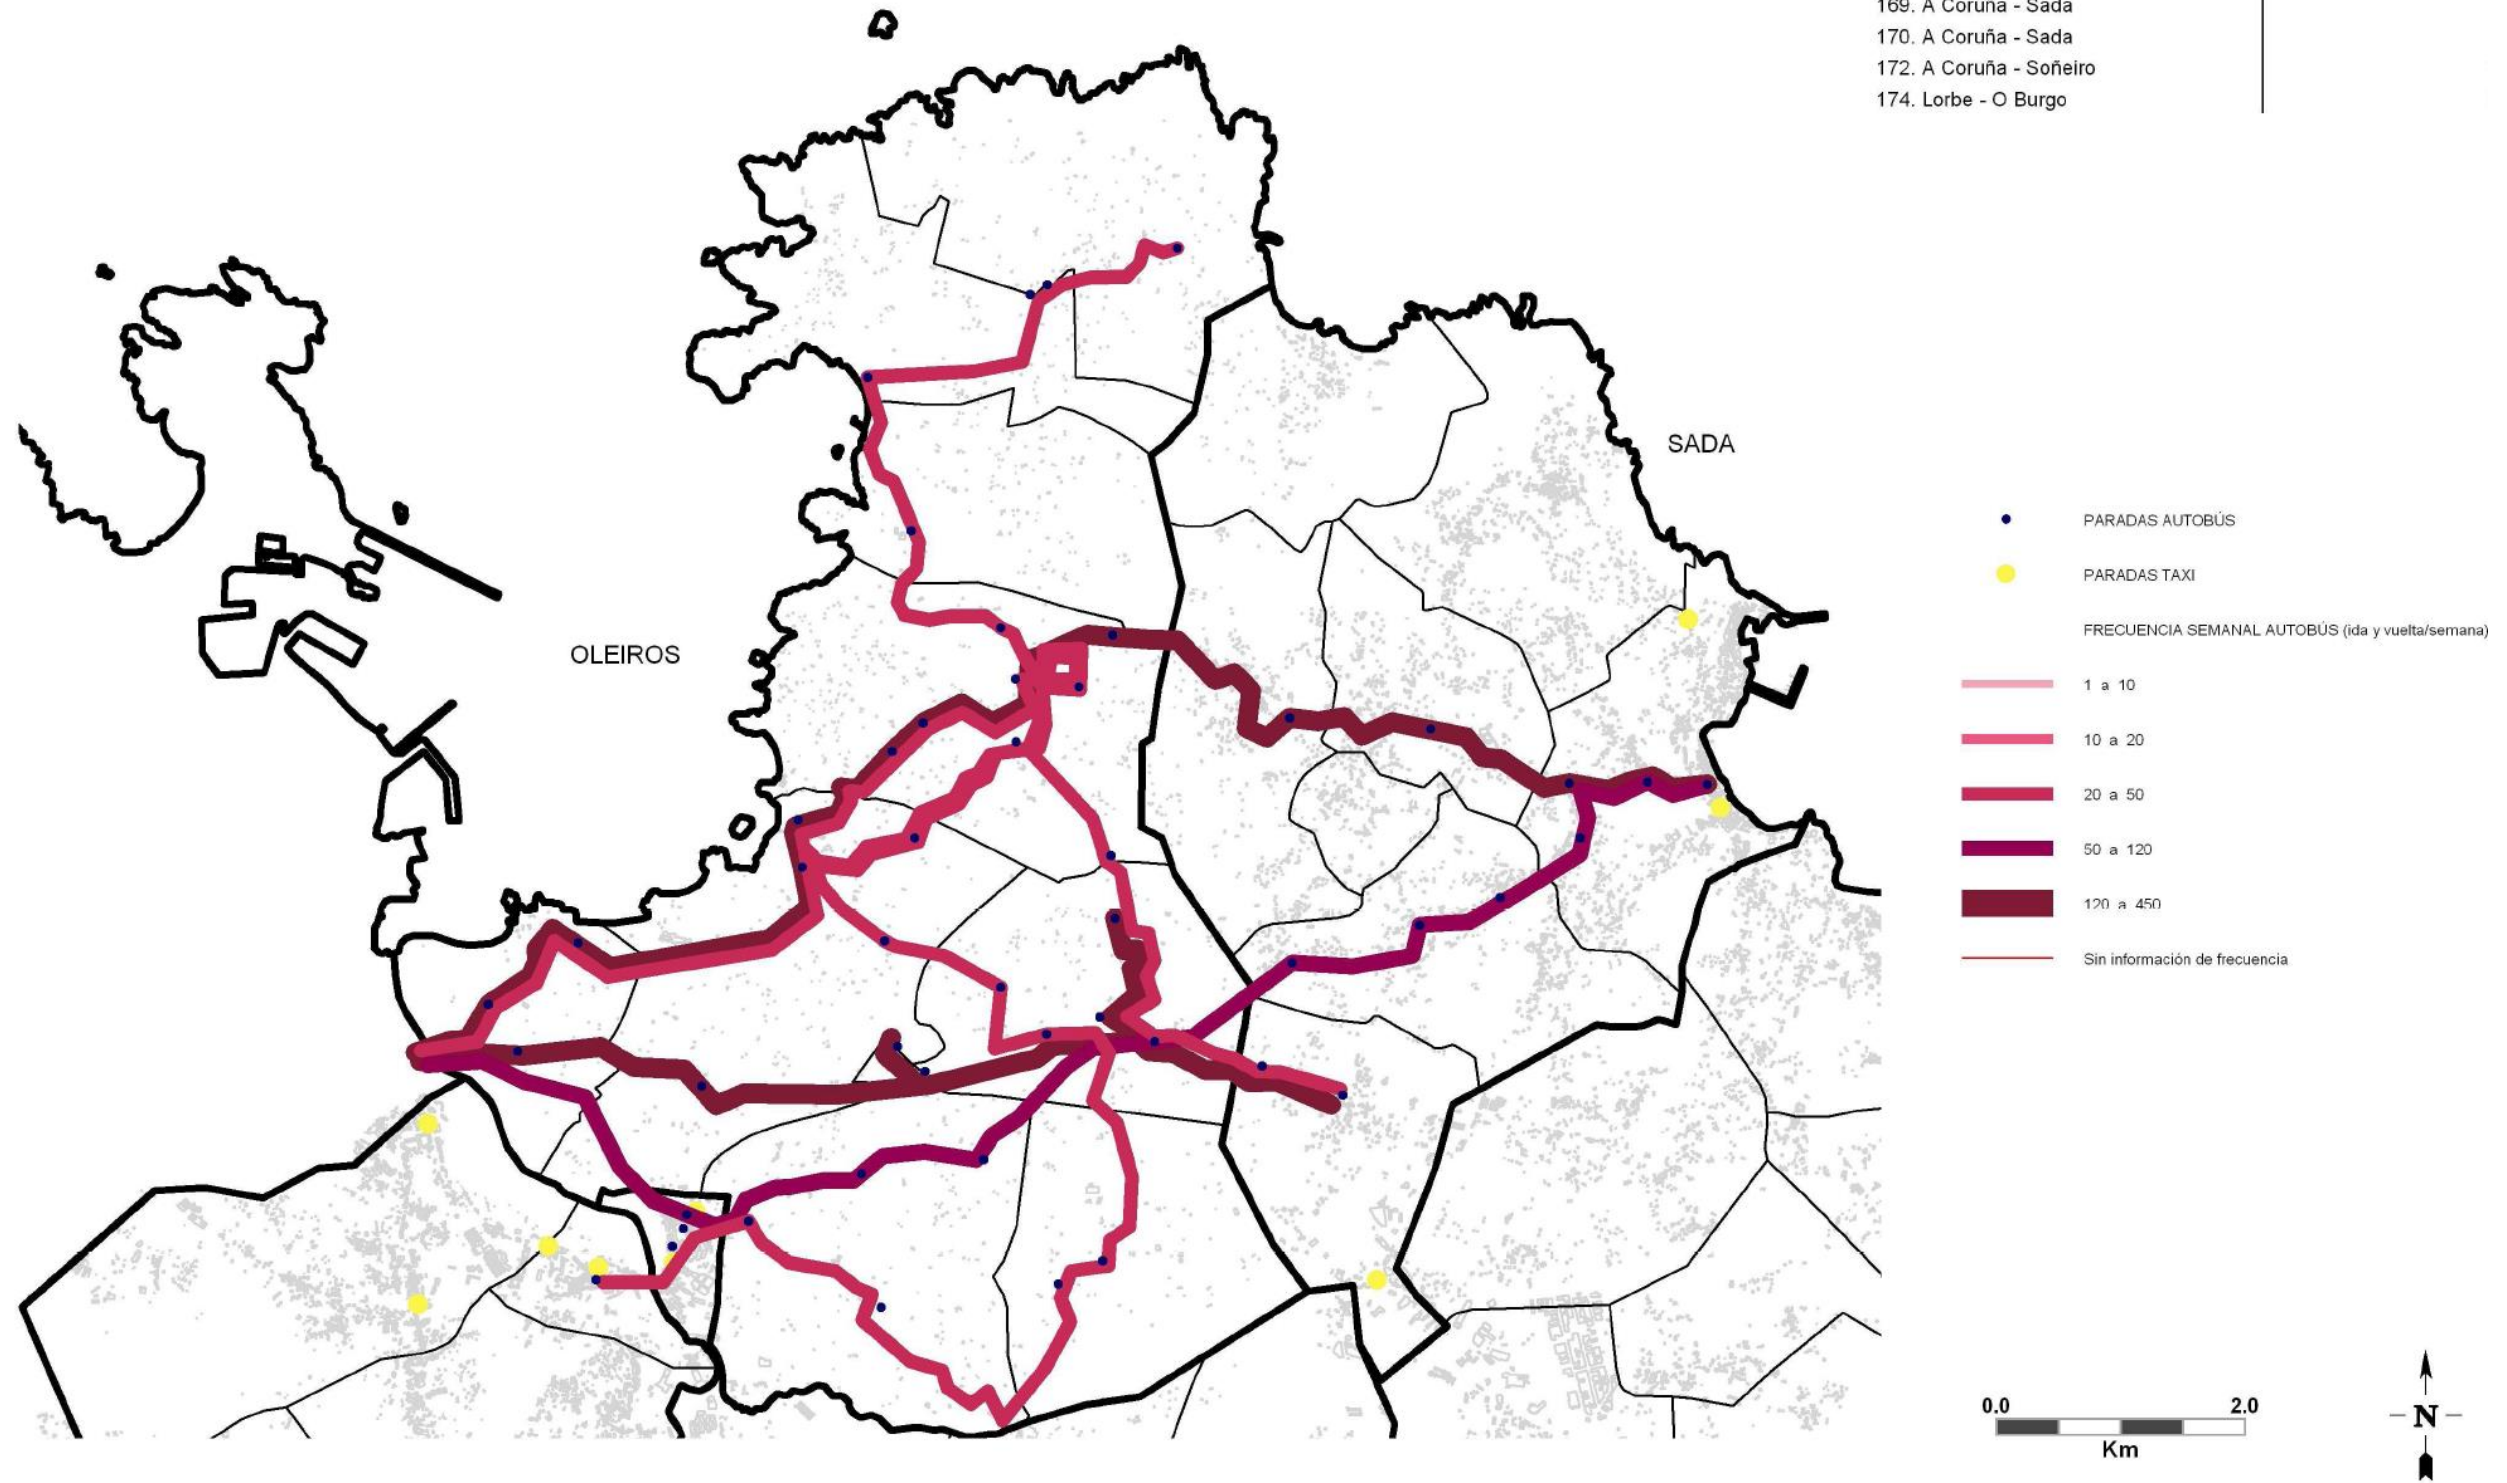 169. A Coruña - Sada
170. A Coruña - Sada
172. A Coruña - Soñeiro
174. Lorbe - O Burgo
SADA
OLEIROS
PARADAS AUTOBÚS
PARADAS TAXI
FRECUENCIA SEMANAL AUTOBÚS (ida y vuelta/semana)
1 a 10
10 a 20
20 a 50
50 a 120
120 a 450
Sin información de frecuencia
0.0 2.0
Km
N